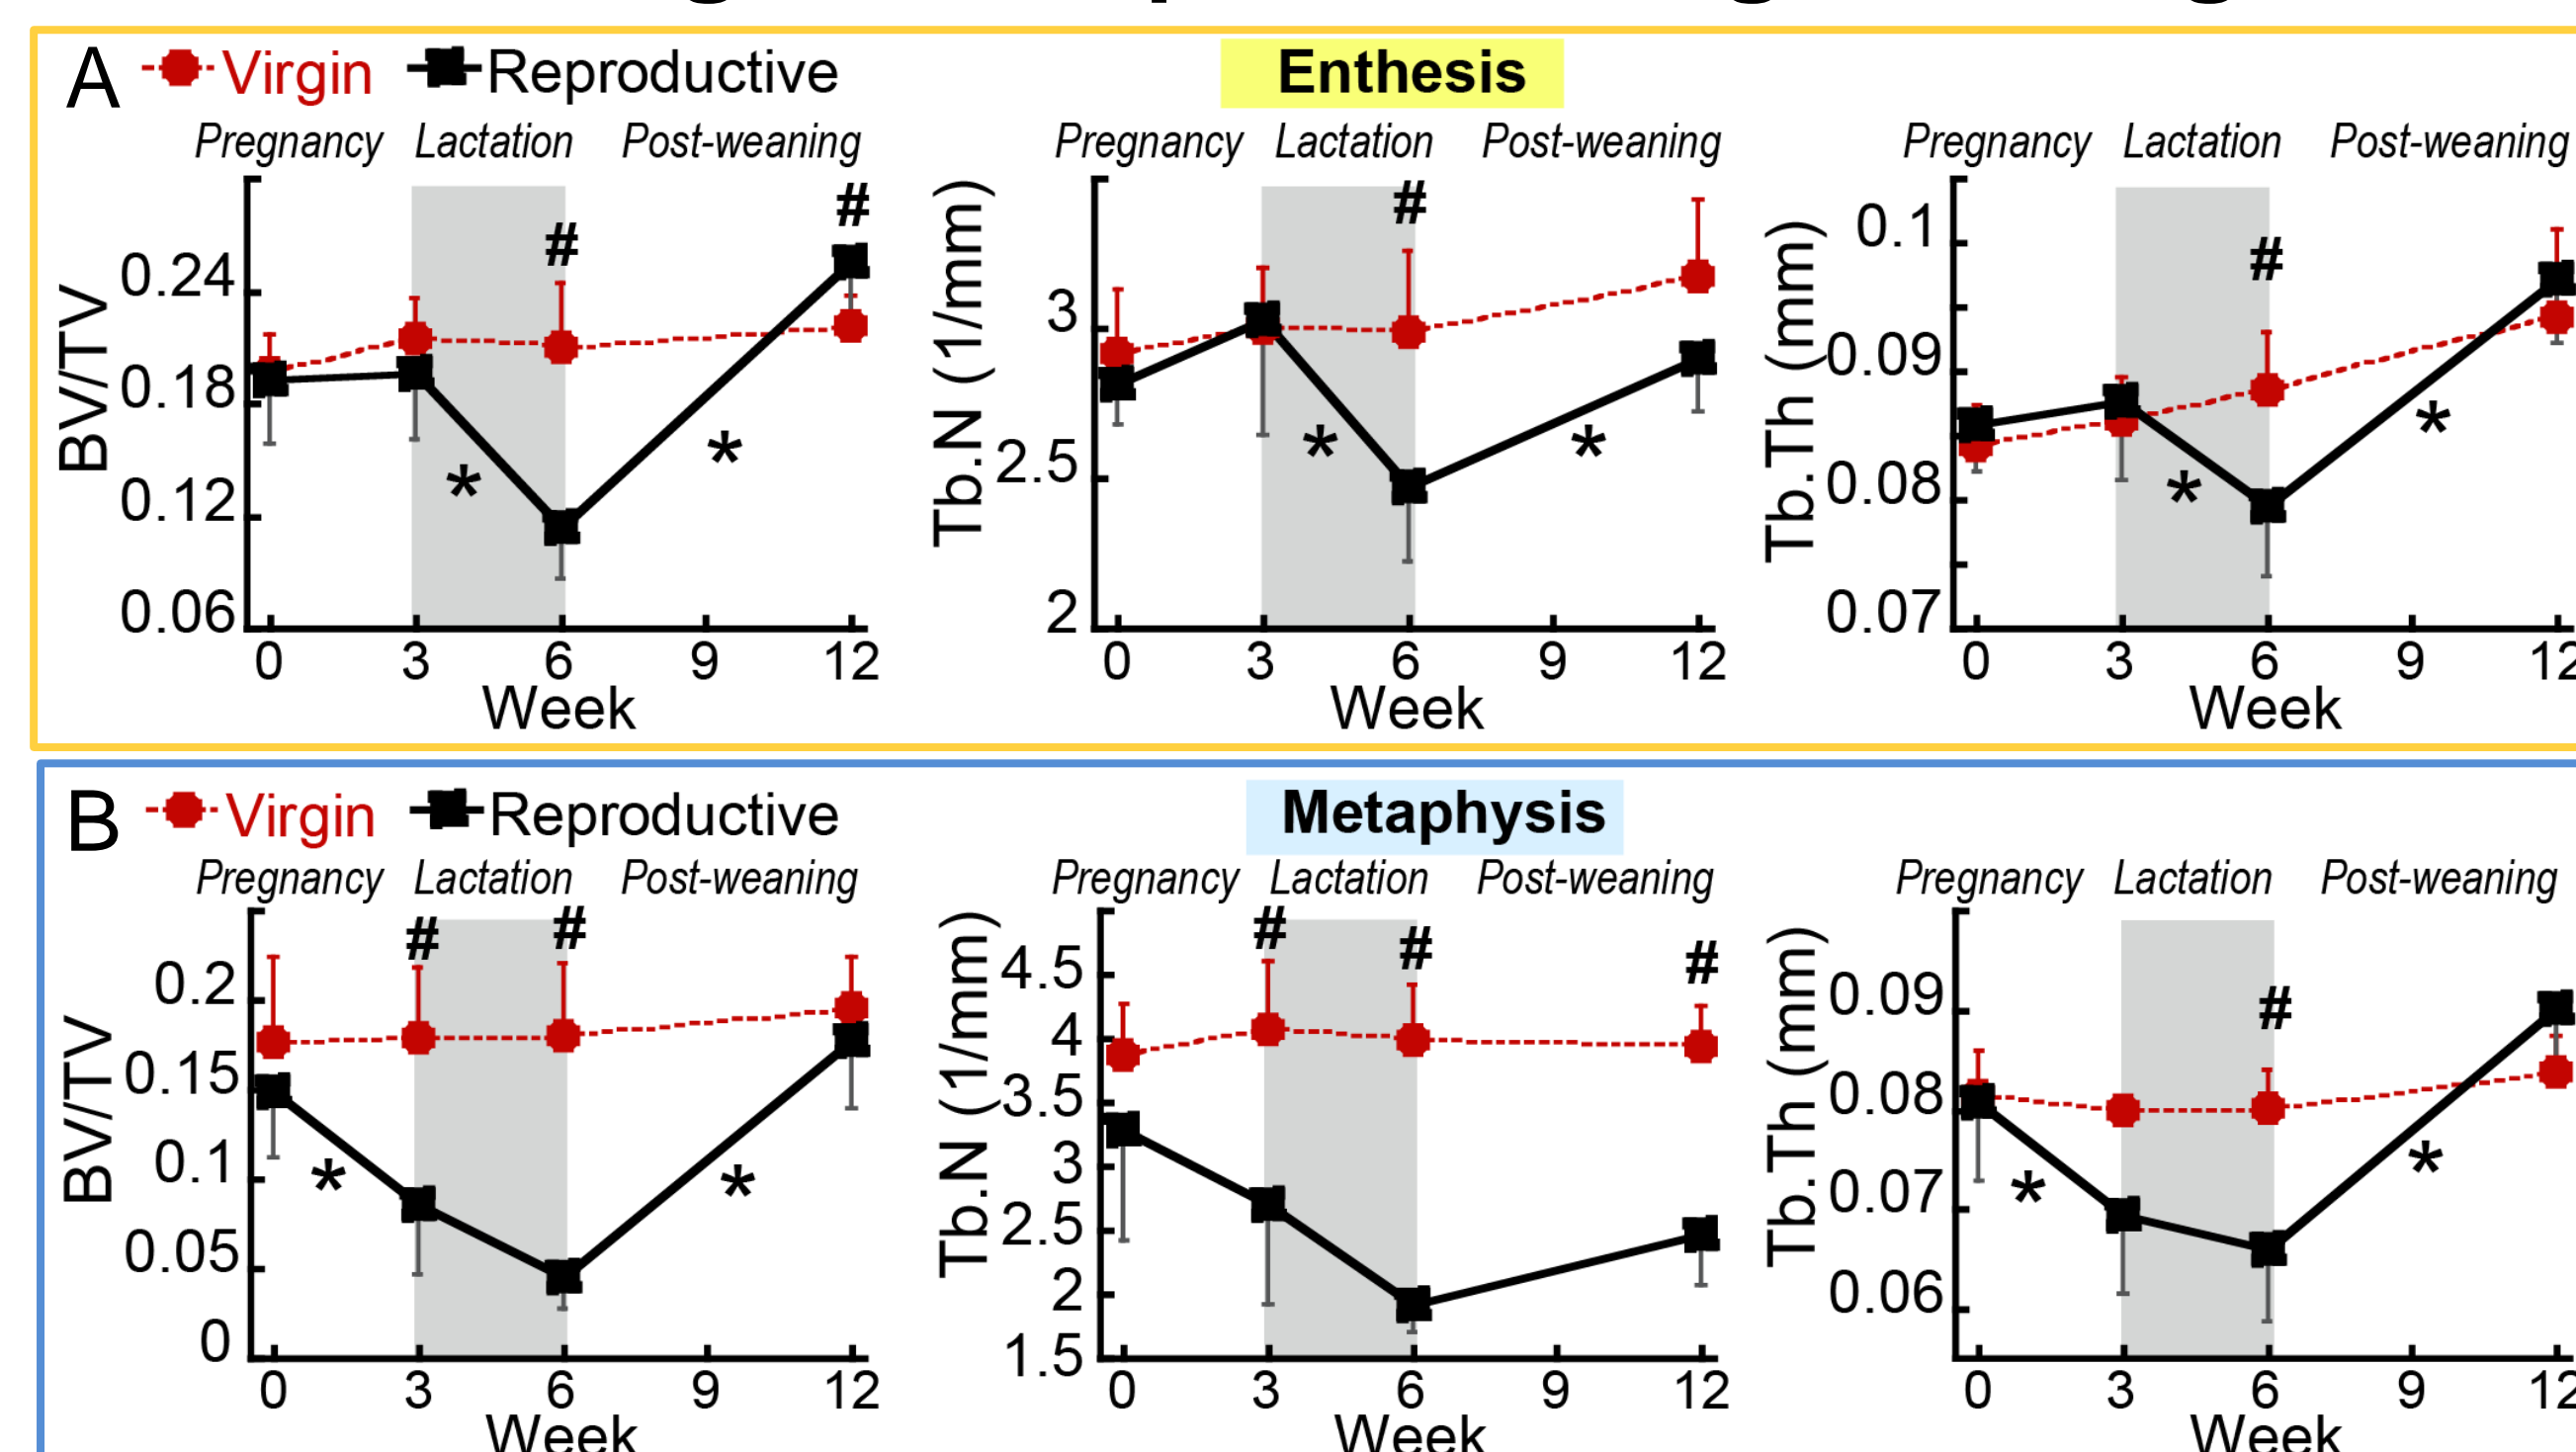 A Virgin Reproductive Enthesis
Pregnancy Lactation Post-weaning
BV/TV
0.24
0.18
0.12
0.06
# #
* *
0 3 6 9 12
Week
Pregnancy Lactation Post-weaning
Tb.N (1/mm)
3
2.5
2
#
* *
0 3 6 9 12
Week
Pregnancy Lactation Post-weaning
Tb.Th (mm)
0.1
0.09
0.08
0.07
#
* *
0 3 6 9 12
Week
B Virgin Reproductive Metaphysis
Pregnancy Lactation Post-weaning
BV/TV
0.2
0.15
0.1
0.05
0
# #
* *
0 3 6 9 12
Week
Pregnancy Lactation Post-weaning
Tb.N (1/mm)
4.5
4
3.5
3
2.5
2
1.5
# # #
0 3 6 9 12
Week
Pregnancy Lactation Post-weaning
Tb.Th (mm)
0.09
0.08
0.07
0.06
#
* *
0 3 6 9 12
Week